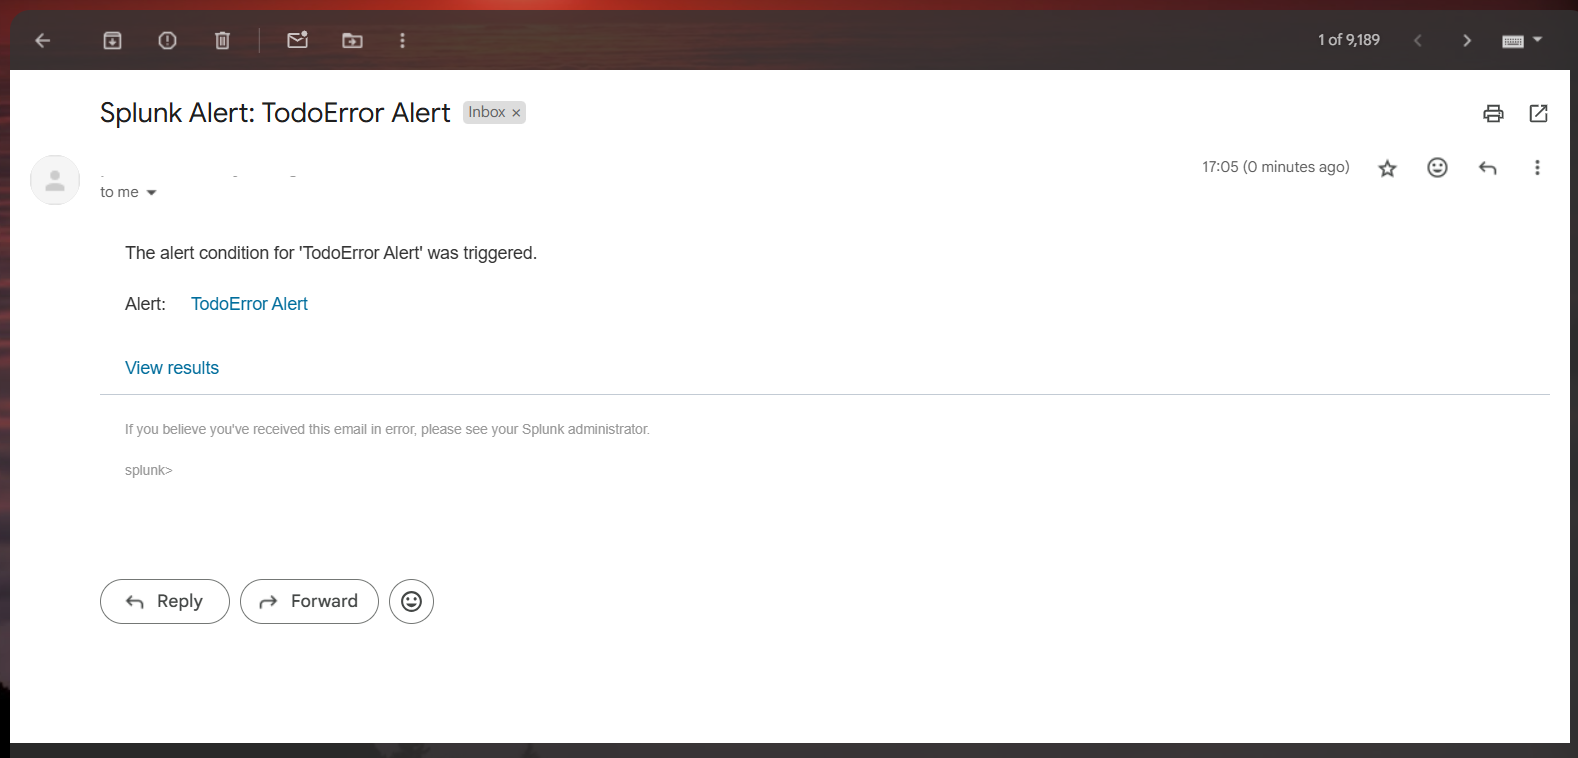 1 of 9,189
Splunk Alert: TodoError Alert Inbox ×
17:05 (0 minutes ago)
to me
The alert condition for 'TodoError Alert' was triggered.
Alert: TodoError Alert
View results
If you believe you've received this email in error, please see your Splunk administrator.
splunk>
Reply Forward